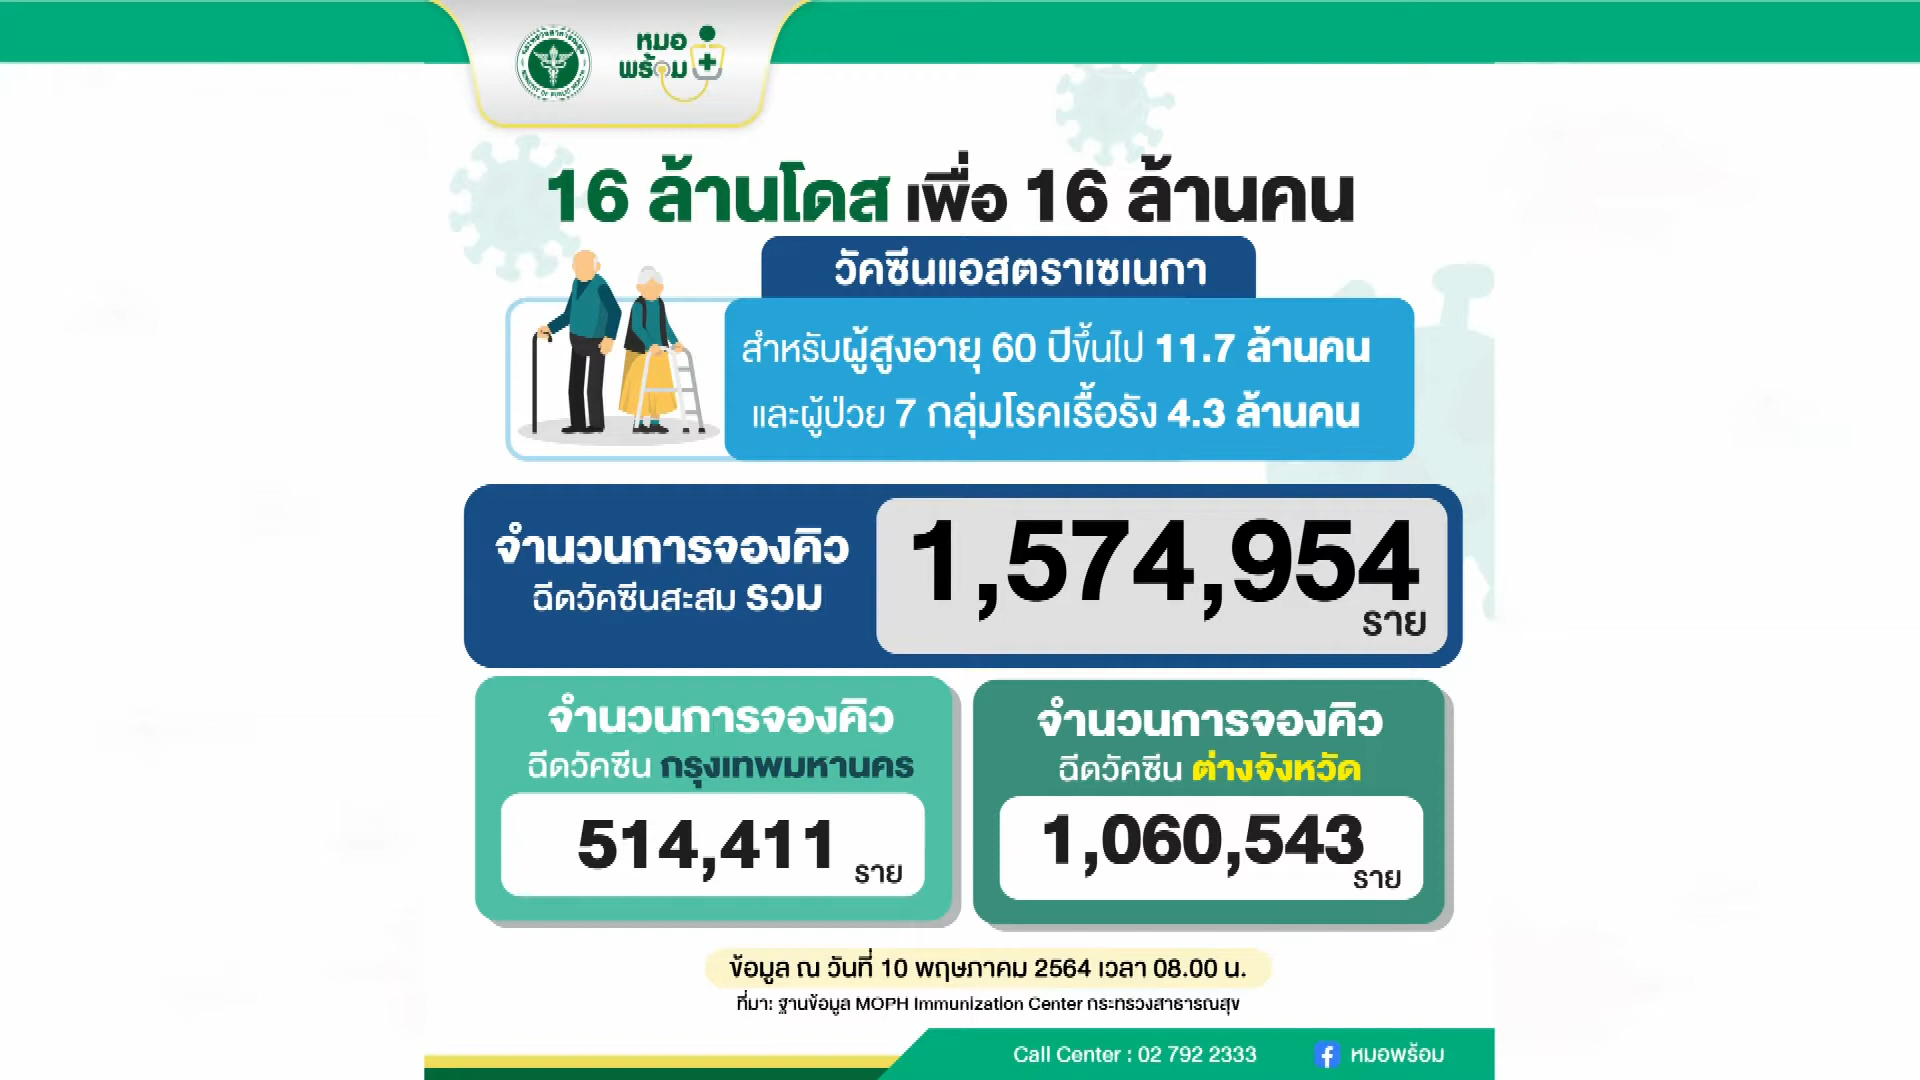 หมอ
พร้อม
16 ล้านโดส เพื่อ 16 ล้านคน
วัคซีนแอสตราเซเนกา
สำหรับผู้สูงอายุ 60 ปีขึ้นไป 11.7 ล้านคน
และผู้ป่วย 7 กลุ่มโรคเรื้อรัง 4.3 ล้านคน
จำนวนการจองคิว
ฉีดวัคซีนสะสม รวม
1,574,954
ราย
จำนวนการจองคิว
ฉีดวัคซีน กรุงเทพมหานคร
514,411 ราย
จำนวนการจองคิว
ฉีดวัคซีน ต่างจังหวัด
1,060,543
ราย
ข้อมูล ณ วันที่ 10 พฤษภาคม 2564 เวลา 08.00 น.
ที่มา: ฐานข้อมูล MOPH Immunization Center กระทรวงสาธารณสุข
Call Center : 02 792 2333 หมอพร้อม